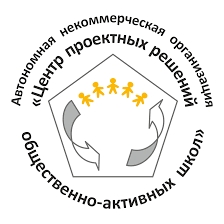 Автономная некоммерческая организация
«Центр проектных решений
общественно-активных школ»